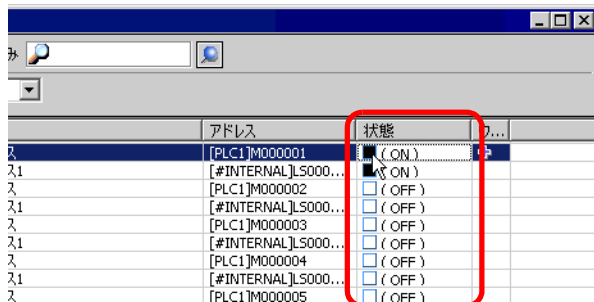 み
アドレス 状態 ワ...
ス [PLC1]M000001 ( ON )
ス1 [#INTERNAL]LS000... ( ON )
ス [PLC1]M000002 ( OFF )
ス1 [#INTERNAL]LS000... ( OFF )
ス [PLC1]M000003 ( OFF )
ス1 [#INTERNAL]LS000... ( OFF )
ス [PLC1]M000004 ( OFF )
ス1 [#INTERNAL]LS000... ( OFF )
ス [PLC1]M000005 ( OFF )